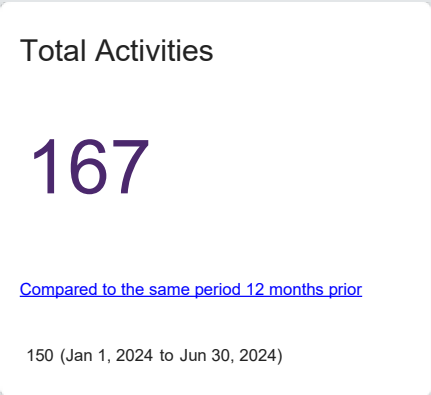 Total Activities
167
Compared to the same period 12 months prior
150 (Jan 1, 2024 to Jun 30, 2024)